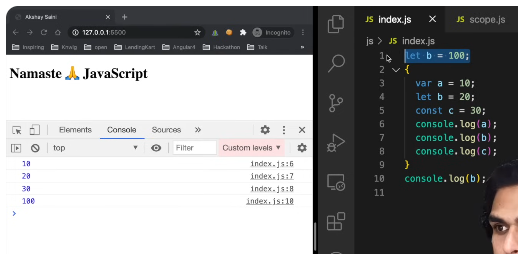 Akshay Saini
127.0.0.1:5500
Incognito
Inspiring
Knwlg
open
LendingKart
Angular4
Hackathon
Talk
»
Namaste 🙏 JavaScript
Elements Console Sources »
top Filter Custom levels
10 index.js:6
20 index.js:7
30 index.js:8
100 index.js:10
>
JS index.js JS scope.js
js > JS index.js
1 let b = 100;
2 {
3 var a = 10;
4 let b = 20;
5 const c = 30;
6 console.log(a);
7 console.log(b);
8 console.log(c);
9 }
10 console.log(b);
11